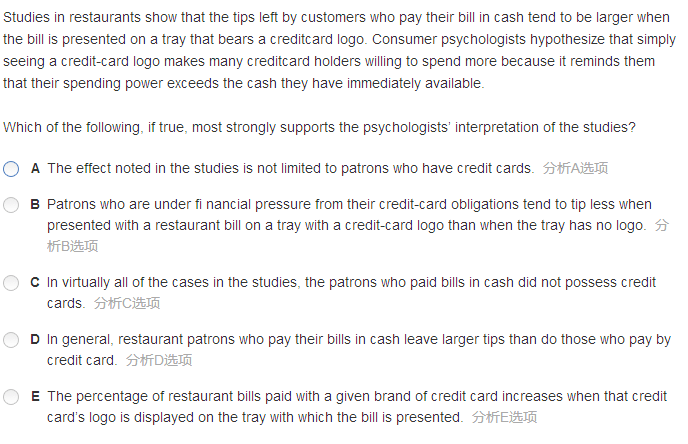 Studies in restaurants show that the tips left by customers who pay their bill in cash tend to be larger when
the bill is presented on a tray that bears a creditcard logo. Consumer psychologists hypothesize that simply
seeing a credit-card logo makes many creditcard holders willing to spend more because it reminds them
that their spending power exceeds the cash they have immediately available.
Which of the following, if true, most strongly supports the psychologists' interpretation of the studies?
A The effect noted in the studies is not limited to patrons who have credit cards. 分析A选项
B Patrons who are under fi nancial pressure from their credit-card obligations tend to tip less when
presented with a restaurant bill on a tray with a credit-card logo than when the tray has no logo. 分
析B选项
C In virtually all of the cases in the studies, the patrons who paid bills in cash did not possess credit
cards. 分析C选项
D In general, restaurant patrons who pay their bills in cash leave larger tips than do those who pay by
credit card. 分析D选项
E The percentage of restaurant bills paid with a given brand of credit card increases when that credit
card's logo is displayed on the tray with which the bill is presented. 分析E选项